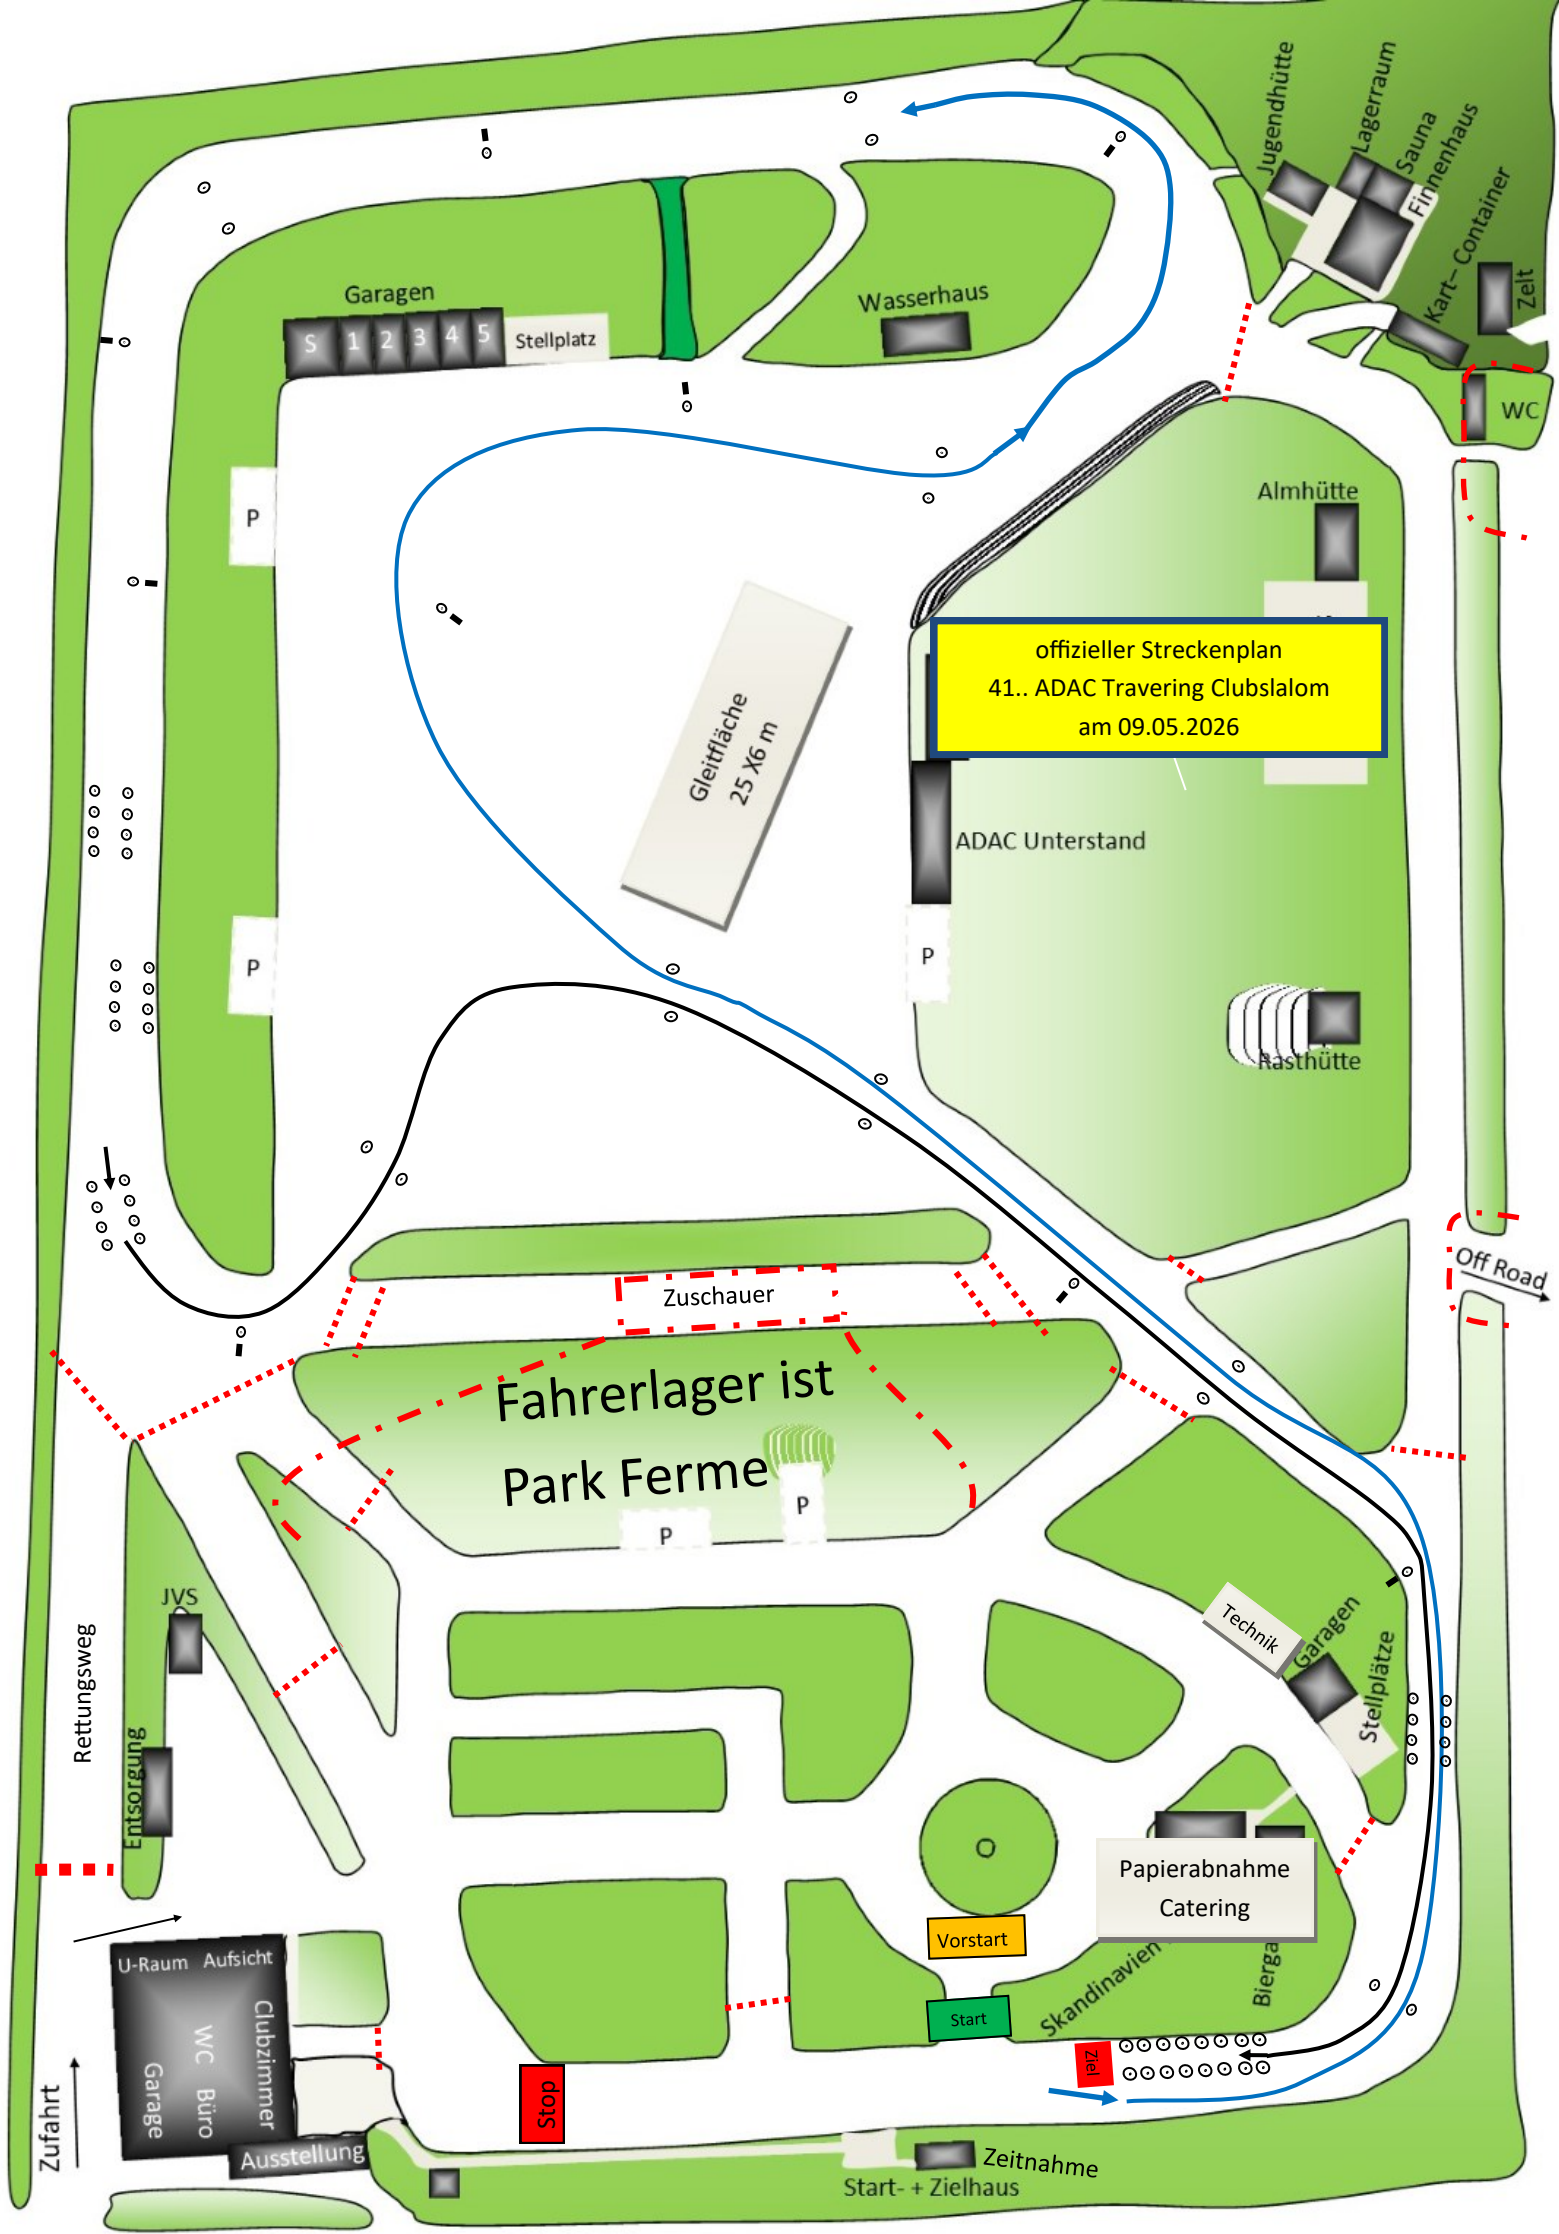 Jugendhütte
Lagerraum
Sauna
Finnenhaus
Kart– Container
Zelt
WC
Garagen
S 1 2 3 4 5
Stellplatz
Wasserhaus
P
Almhütte
offizieller Streckenplan
41.. ADAC Travering Clubslalom
am 09.05.2026
Gleitfläche
25 X6 m
ADAC Unterstand
P
P
Rasthütte
Off Road
Zuschauer
Fahrerlager ist
Park Ferme
P
P
JVS
Rettungsweg
Entsorgung
Technik
Garagen
Stellplätze
Papierabnahme
Catering
Vorstart
Start
Skandinavien
Bierga
Ziel
U-Raum Aufsicht
Clubzimmer
WC Büro
Garage
Ausstellung
Zufahrt
Stop
Zeitnahme
Start- + Zielhaus